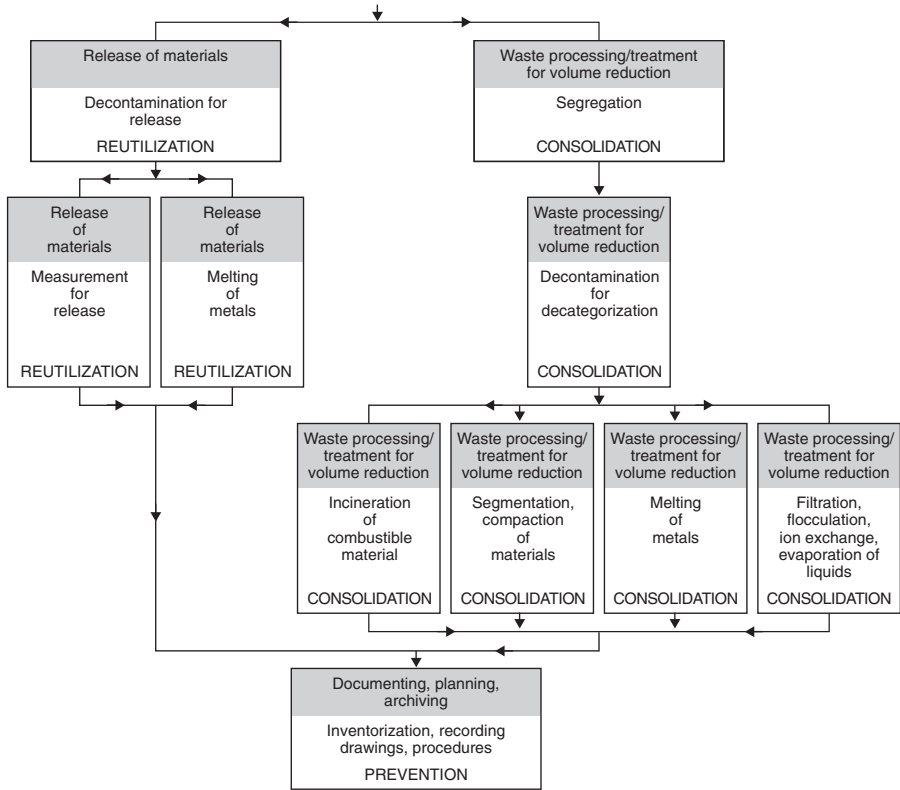 Release of materials
Decontamination for
release
REUTILIZATION
Waste processing/treatment
for volume reduction
Segregation
CONSOLIDATION
Release
of
materials
Measurement
for
release
REUTILIZATION
Release
of
materials
Melting
of
metals
REUTILIZATION
Waste processing/
treatment for
volume reduction
Decontamination
for
decategorization
CONSOLIDATION
Waste processing/
treatment for
volume reduction
Incineration
of
combustible
material
CONSOLIDATION
Waste processing/
treatment for
volume reduction
Segmentation,
compaction
of
materials
CONSOLIDATION
Waste processing/
treatment for
volume reduction
Melting
of
metals
CONSOLIDATION
Waste processing/
treatment for
volume reduction
Filtration,
flocculation,
ion exchange,
evaporation of
liquids
CONSOLIDATION
Documenting, planning,
archiving
Inventorization, recording
drawings, procedures
PREVENTION